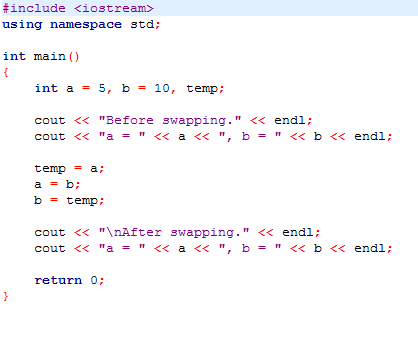 #include <iostream>
using namespace std;
int main()
{
    int a = 5, b = 10, temp;
    cout << "Before swapping." << endl;
    cout << "a = " << a << ", b = " << b << endl;
    temp = a;
    a = b;
    b = temp;
    cout << "\nAfter swapping." << endl;
    cout << "a = " << a << ", b = " << b << endl;
    return 0;
}